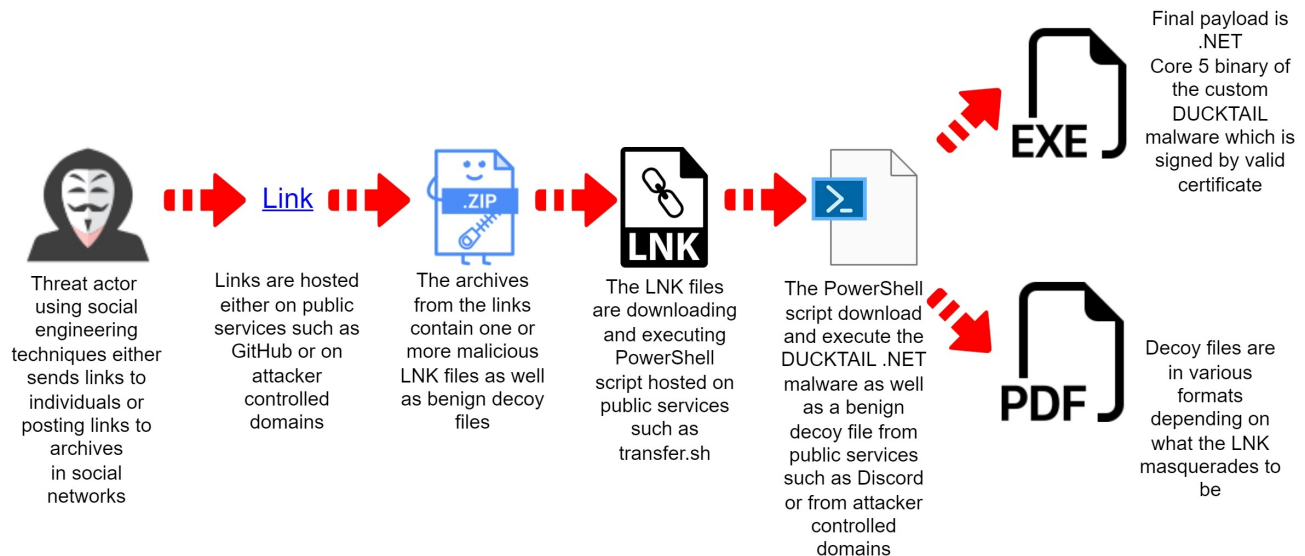 Threat actor
using social
engineering
techniques either
sends links to
individuals or
posting links to
archives
in social
networks
Link
Links are hosted
either on public
services such as
GitHub or on
attacker
controlled
domains
.ZIP
The archives
from the links
contain one or
more malicious
LNK files as well
as benign decoy
files
LNK
The LNK files
are downloading
and executing
PowerShell
script hosted on
public services
such as
transfer.sh
The PowerShell
script download
and execute the
DUCKTAIL .NET
malware as well
as a benign
decoy file from
public services
such as Discord
or from attacker
controlled
domains
EXE
Final payload is
.NET
Core 5 binary of
the custom
DUCKTAIL
malware which is
signed by valid
certificate
PDF
Decoy files are
in various
formats
depending on
what the LNK
masquerades to
be